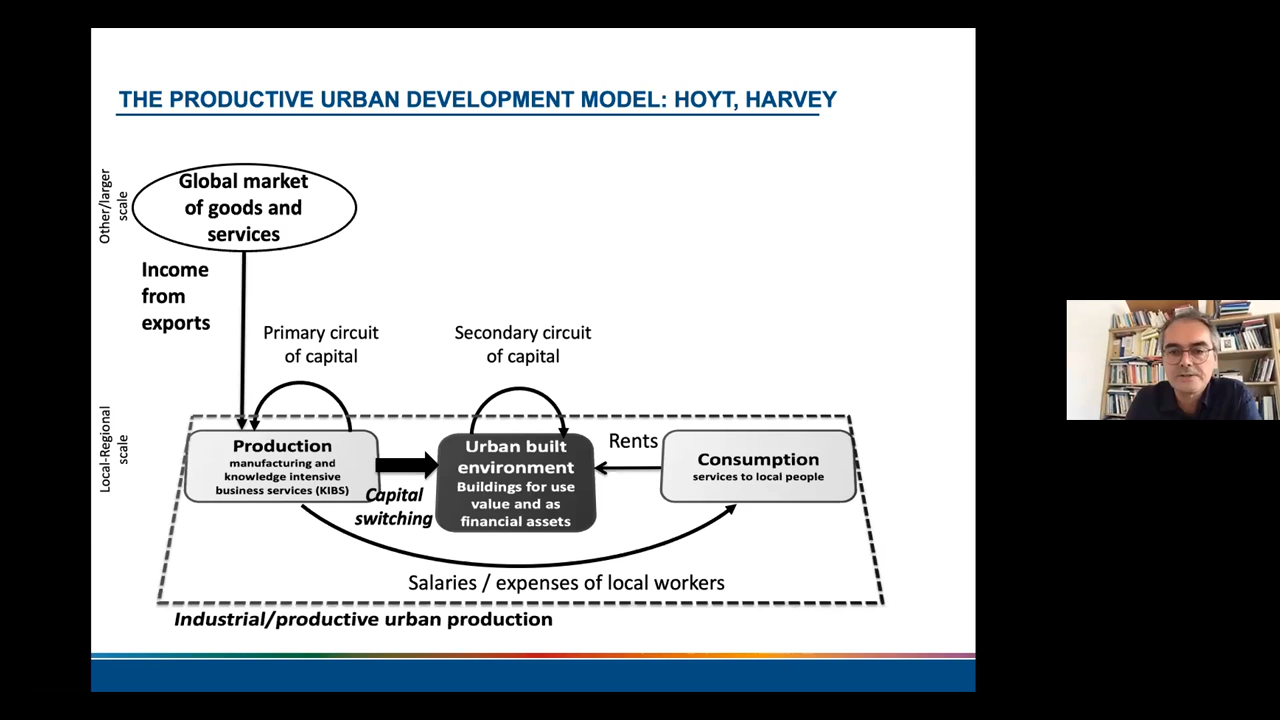 THE PRODUCTIVE URBAN DEVELOPMENT MODEL: HOYT, HARVEY
Other/larger
scale
Global market
of goods and
services
Income
from
exports
Primary circuit
of capital
Secondary circuit
of capital
Local-Regional
scale
Production
manufacturing and
knowledge intensive
business services (KIBS)
Capital
switching
Urban built
environment
Buildings for use
value and as
financial assets
Rents
Consumption
services to local people
Salaries / expenses of local workers
Industrial/productive urban production